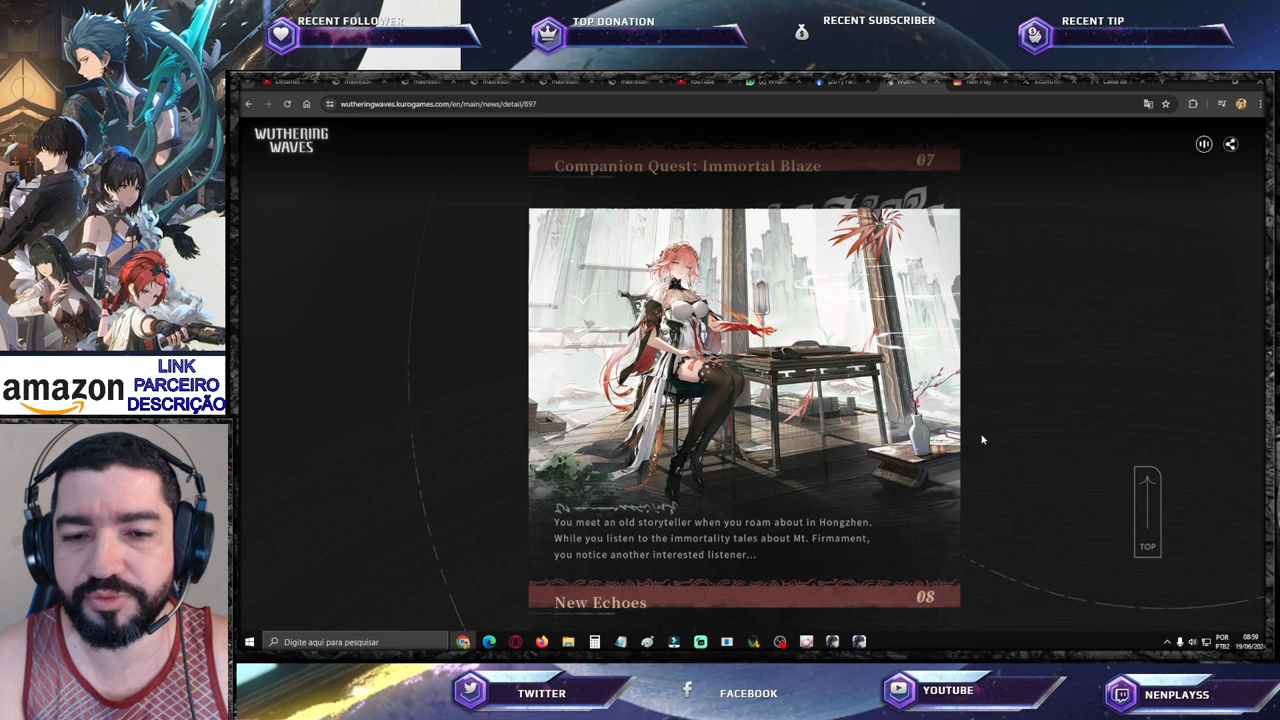 RECENT FOLLOWER
TOP DONATION
RECENT SUBSCRIBER
RECENT TIP
YouTube
wutheringwaves.kurogames.com/en/main/news/detail/897
WUTHERING
WAVES
Companion Quest: Immortal Blaze
07
You meet an old storyteller when you roam about in Hongzhen.
While you listen to the immortality tales about Mt. Firmament,
you notice another interested listener...
New Echoes
08
TOP
amazon
LINK
PARCEIRO
DESCRIÇÃO
Digite aqui para pesquisar
POR
PTB2
08:59
TWITTER
FACEBOOK
YOUTUBE
NENPLAYSS